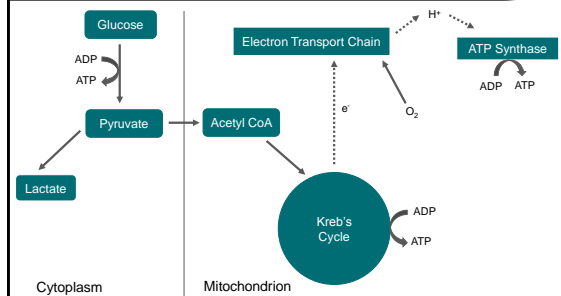 Glucose
ADP
ATP
Pyruvate
Lactate
Cytoplasm
Acetyl CoA
Electron Transport Chain
H⁺
ATP Synthase
ADP
ATP
O₂
e⁻
Kreb's
Cycle
ADP
ATP
Mitochondrion